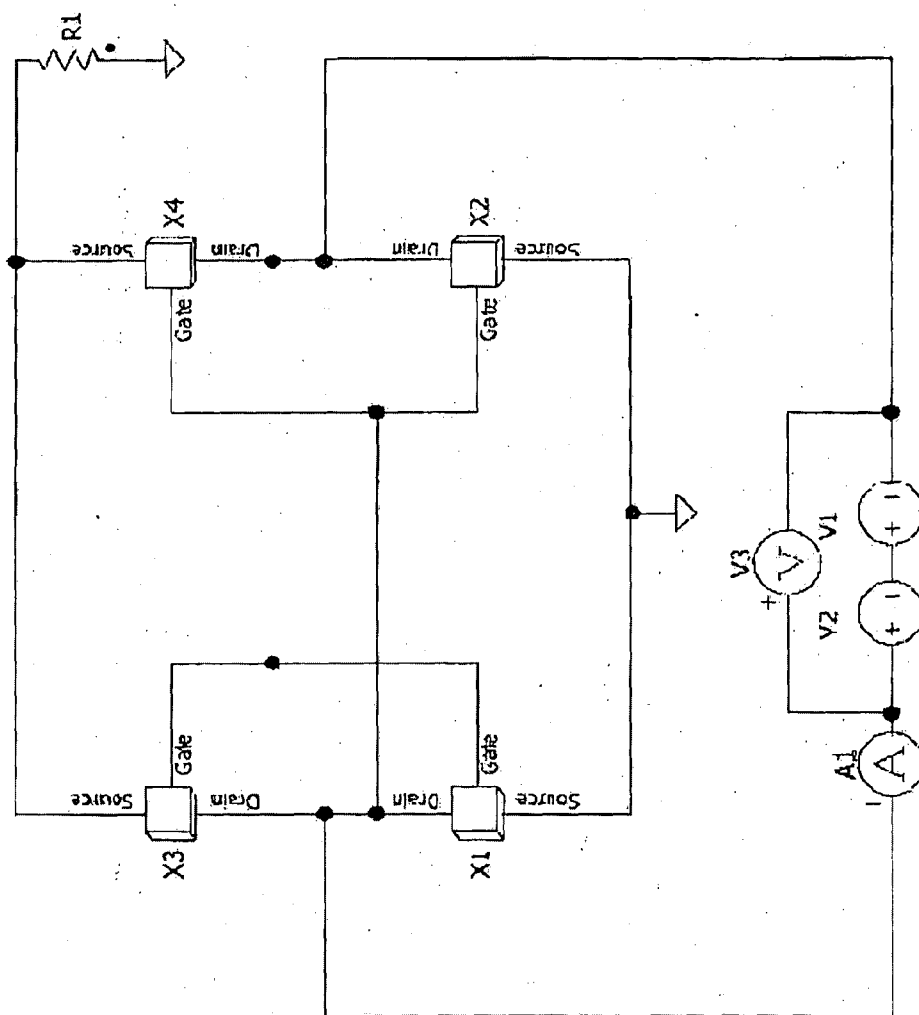 R1
Source
X4
Drain
Gate
Drain
X2
Source
Gate
Source
X3
Drain
Gate
Drain
X1
Source
Gate
V3
+
V
V1
+ -
V2
+ -
A1
A
-